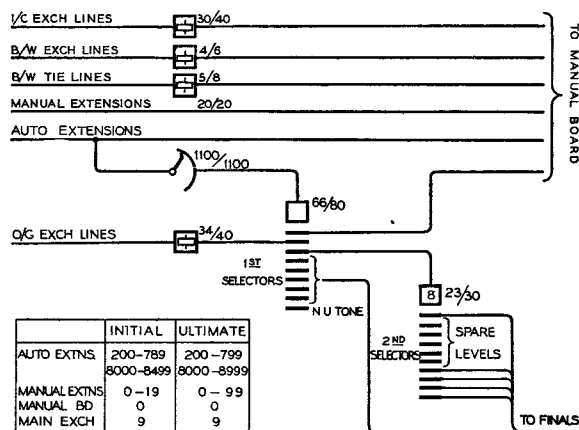 I/C EXCH LINES 30/40
B/W EXCH LINES 4/6
B/W TIE LINES 5/8
MANUAL EXTENSIONS 20/20
AUTO EXTENSIONS
TO MANUAL BOARD
1100/1100
66/80
O/G EXCH LINES 34/40
1ST
SELECTORS
N U TONE
8 23/30
2ND
SELECTORS
SPARE
LEVELS
TO FINALS
INITIAL ULTIMATE
AUTO EXTNS. 200-789 200-799
8000-8499 8000-8999
MANUAL EXTNS 0-19 0-99
MANUAL BD 0 0
MAIN EXCH 9 9